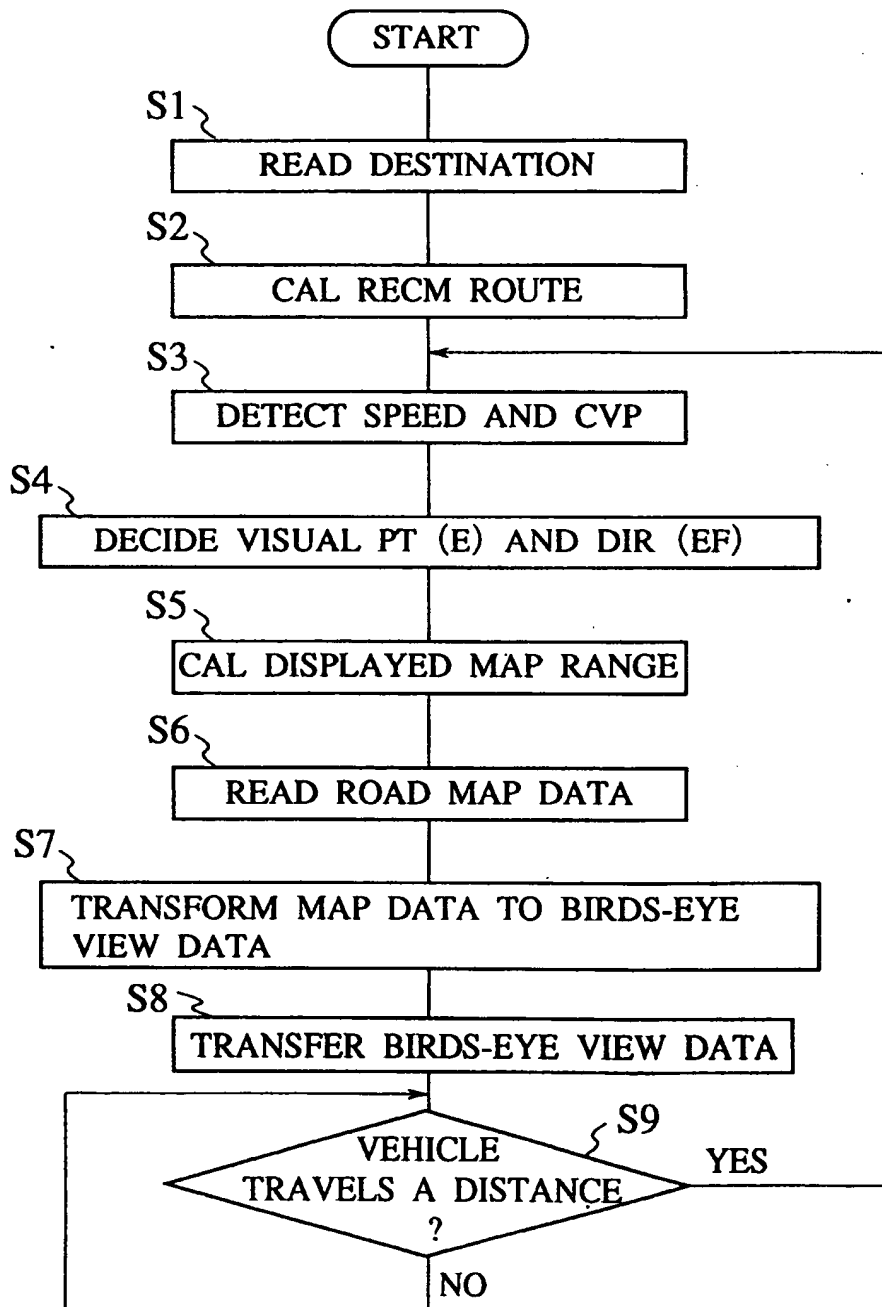 START
S1
READ DESTINATION
S2
CAL RECM ROUTE
S3
DETECT SPEED AND CVP
S4
DECIDE VISUAL PT (E) AND DIR (EF)
S5
CAL DISPLAYED MAP RANGE
S6
READ ROAD MAP DATA
S7
TRANSFORM MAP DATA TO BIRDS-EYE
VIEW DATA
S8
TRANSFER BIRDS-EYE VIEW DATA
S9
VEHICLE
TRAVELS A DISTANCE
?
YES
NO